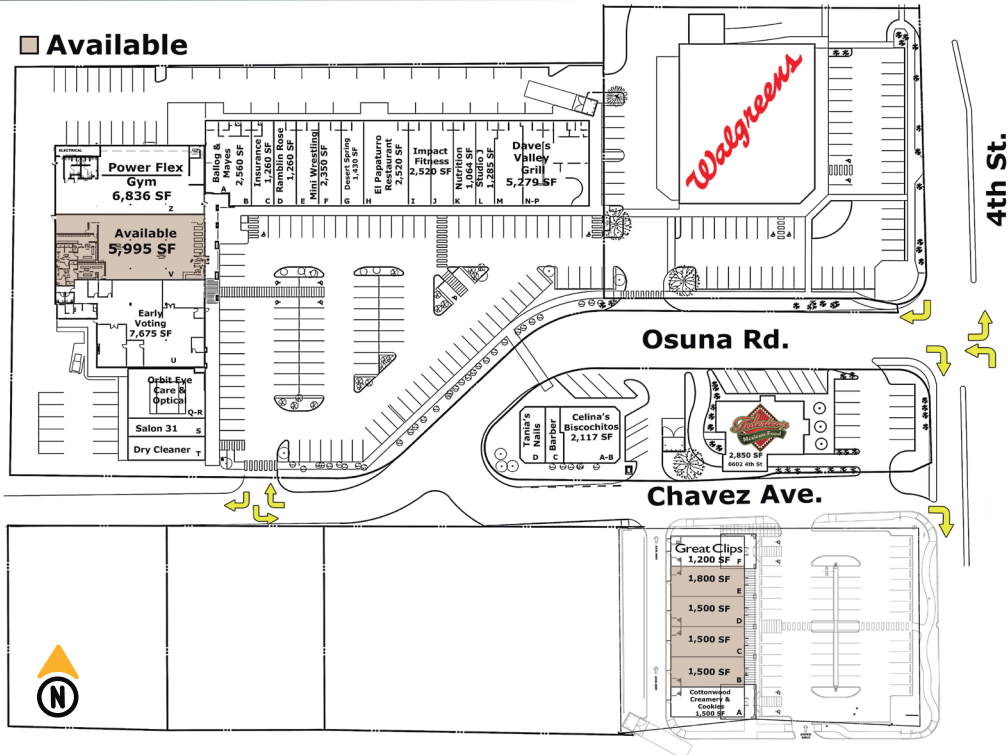 Available
ELECTRICAL
Power Flex
Gym
6,836 SF
Z
Available
5,995 SF
V
Early
Voting
7,675 SF
U
Orbit Eye
Care &
Optical
Q-R
Salon 31
S
Dry Cleaner
T
Ballog &
Mayes
2,560 SF
A
B
Insurance
1,260 SF
C
Ramblin Rose
1,260 SF
D
Mini Wrestling
2,350 SF
E
F
Desert Spring
1,430 SF
G
El Papaturro
Restaurant
2,520 SF
H
Impact
Fitness
2,520 SF
I
J
Nutrition
1,064 SF
K
Studio J
1,285 SF
L
M
Dave's
Valley
Grill
5,279 SF
N-P
Walgreens
4th St.
Osuna Rd.
Tania's
Nails
D
Barber
C
Celina's
Biscochitos
2,117 SF
A-B
Mexican Food
2,850 SF
6602 4th St
Chavez Ave.
Great Clips
1,200 SF
F
1,800 SF
E
1,500 SF
D
1,500 SF
C
1,500 SF
B
Cottonwood
Creamery &
Cookies
1,500 SF
A
N